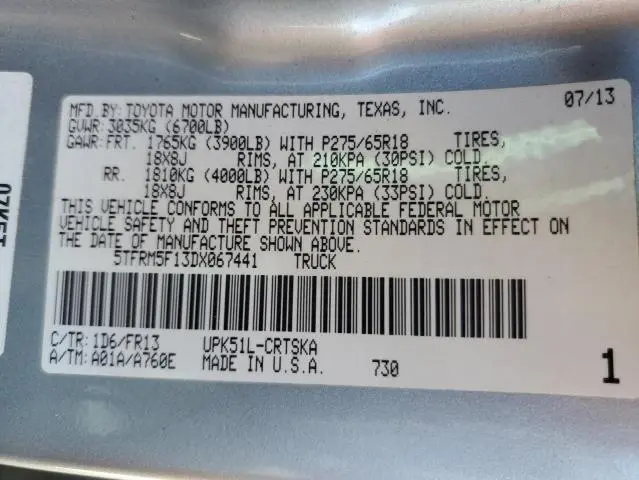 MFD BY: TOYOTA MOTOR MANUFACTURING, TEXAS, INC. 07/13
GVWR: 3035KG (6700LB)
GAWR: FRT. 1765KG (3900LB) WITH P275/65R18 TIRES,
18X8J RIMS, AT 210KPA (30PSI) COLD.
RR. 1810KG (4000LB) WITH P275/65R18 TIRES,
18X8J RIMS, AT 230KPA (33PSI) COLD.
THIS VEHICLE CONFORMS TO ALL APPLICABLE FEDERAL MOTOR
VEHICLE SAFETY AND THEFT PREVENTION STANDARDS IN EFFECT ON
THE DATE OF MANUFACTURE SHOWN ABOVE.
5TFRM5F13DX067441 TRUCK
C/TR: 1D6/FR13 UPK51L-CRTSKA
A/TM: A01A/A760E MADE IN U.S.A. 730 1